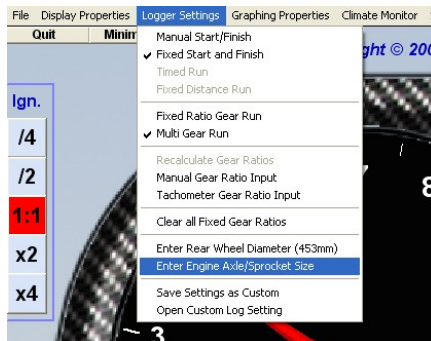 File Display Properties Logger Settings Graphing Properties Climate Monitor
Quit Minim
Manual Start/Finish
ght © 200
✓ Fixed Start and Finish
Timed Run
Fixed Distance Run
Ign.
Fixed Ratio Gear Run
/4
✓ Multi Gear Run
Recalculate Gear Ratios
/2
Manual Gear Ratio Input
Tachometer Gear Ratio Input
8
1:1
Clear all Fixed Gear Ratios
Enter Rear Wheel Diameter (453mm)
x2
Enter Engine Axle/Sprocket Size
x4
Save Settings as Custom
Open Custom Log Setting
3